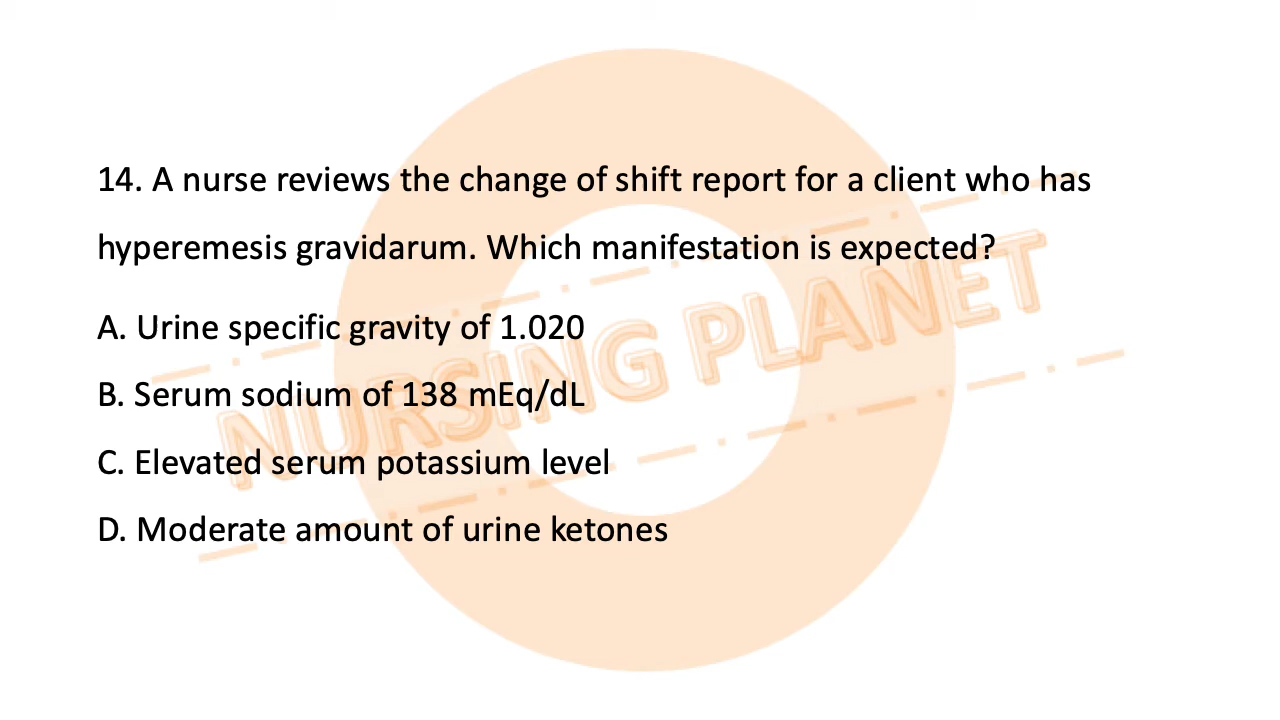 14. A nurse reviews the change of shift report for a client who has
hyperemesis gravidarum. Which manifestation is expected?
A. Urine specific gravity of 1.020
B. Serum sodium of 138 mEq/dL
C. Elevated serum potassium level
D. Moderate amount of urine ketones
NURSING PLANET